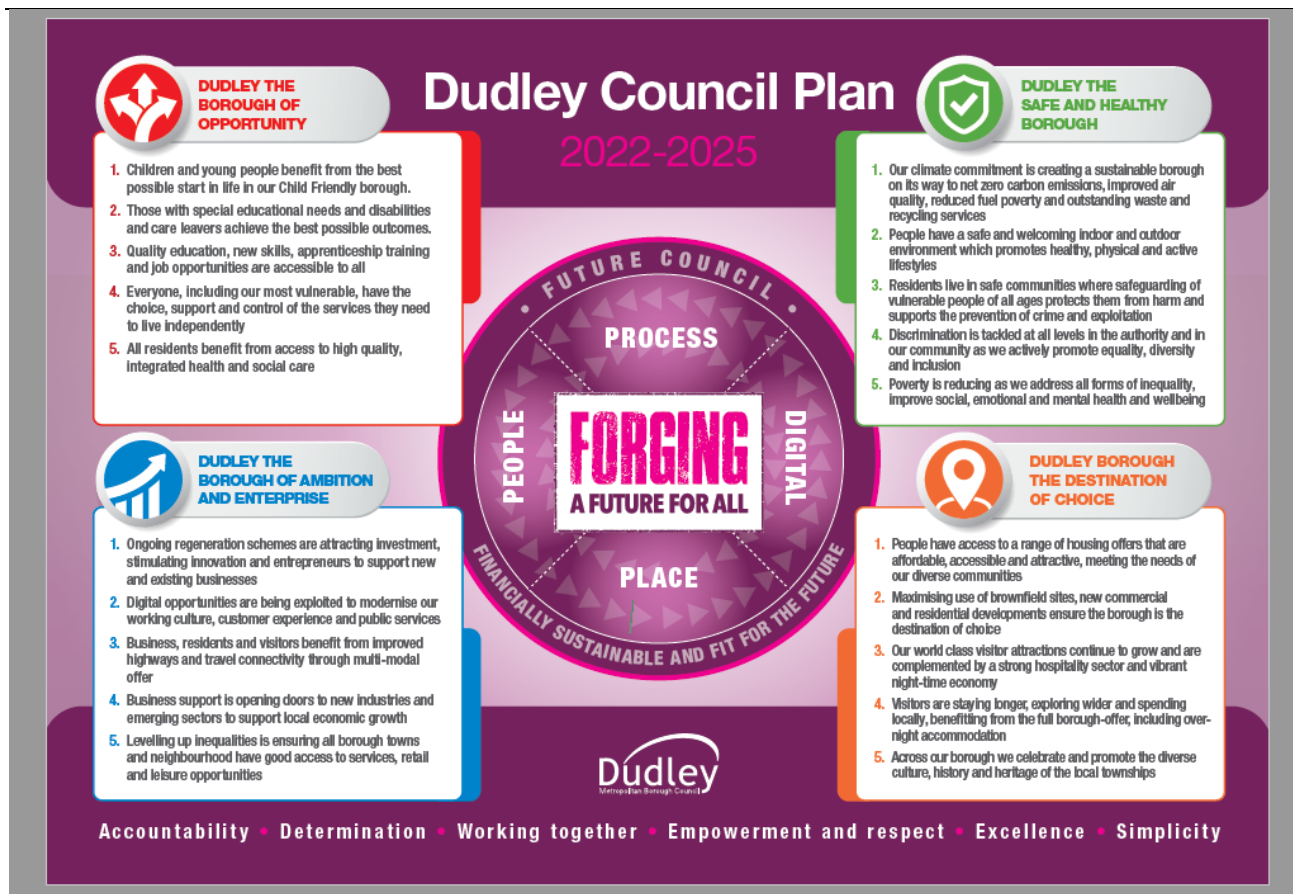 Dudley Council Plan
2022-2025
DUDLEY THE
BOROUGH OF
OPPORTUNITY
1. Children and young people benefit from the best
possible start in life in our Child Friendly borough.
2. Those with special educational needs and disabilities
and care leavers achieve the best possible outcomes.
3. Quality education, new skills, apprenticeship training
and job opportunities are accessible to all
4. Everyone, including our most vulnerable, have the
choice, support and control of the services they need
to live independently
5. All residents benefit from access to high quality,
integrated health and social care
DUDLEY THE
SAFE AND HEALTHY
BOROUGH
1. Our climate commitment is creating a sustainable borough
on its way to net zero carbon emissions, improved air
quality, reduced fuel poverty and outstanding waste and
recycling services
2. People have a safe and welcoming indoor and outdoor
environment which promotes healthy, physical and active
lifestyles
3. Residents live in safe communities where safeguarding of
vulnerable people of all ages protects them from harm and
supports the prevention of crime and exploitation
4. Discrimination is tackled at all levels in the authority and in
our community as we actively promote equality, diversity
and inclusion
5. Poverty is reducing as we address all forms of inequality,
improve social, emotional and mental health and wellbeing
• FUTURE COUNCIL •
PROCESS
PEOPLE
FORGING
A FUTURE FOR ALL
DIGITAL
PLACE
FINANCIALLY SUSTAINABLE AND FIT FOR THE FUTURE
DUDLEY THE
BOROUGH OF AMBITION
AND ENTERPRISE
1. Ongoing regeneration schemes are attracting investment,
stimulating innovation and entrepreneurs to support new
and existing businesses
2. Digital opportunities are being exploited to modernise our
working culture, customer experience and public services
3. Business, residents and visitors benefit from improved
highways and travel connectivity through multi-modal
offer
4. Business support is opening doors to new industries and
emerging sectors to support local economic growth
5. Levelling up inequalities is ensuring all borough towns
and neighbourhood have good access to services, retail
and leisure opportunities
DUDLEY BOROUGH
THE DESTINATION
OF CHOICE
1. People have access to a range of housing offers that are
affordable, accessible and attractive, meeting the needs of
our diverse communities
2. Maximising use of brownfield sites, new commercial
and residential developments ensure the borough is the
destination of choice
3. Our world class visitor attractions continue to grow and are
complemented by a strong hospitality sector and vibrant
night-time economy
4. Visitors are staying longer, exploring wider and spending
locally, benefitting from the full borough-offer, including over-
night accommodation
5. Across our borough we celebrate and promote the diverse
culture, history and heritage of the local townships
Dudley
Metropolitan Borough Council
Accountability • Determination • Working together • Empowerment and respect • Excellence • Simplicity